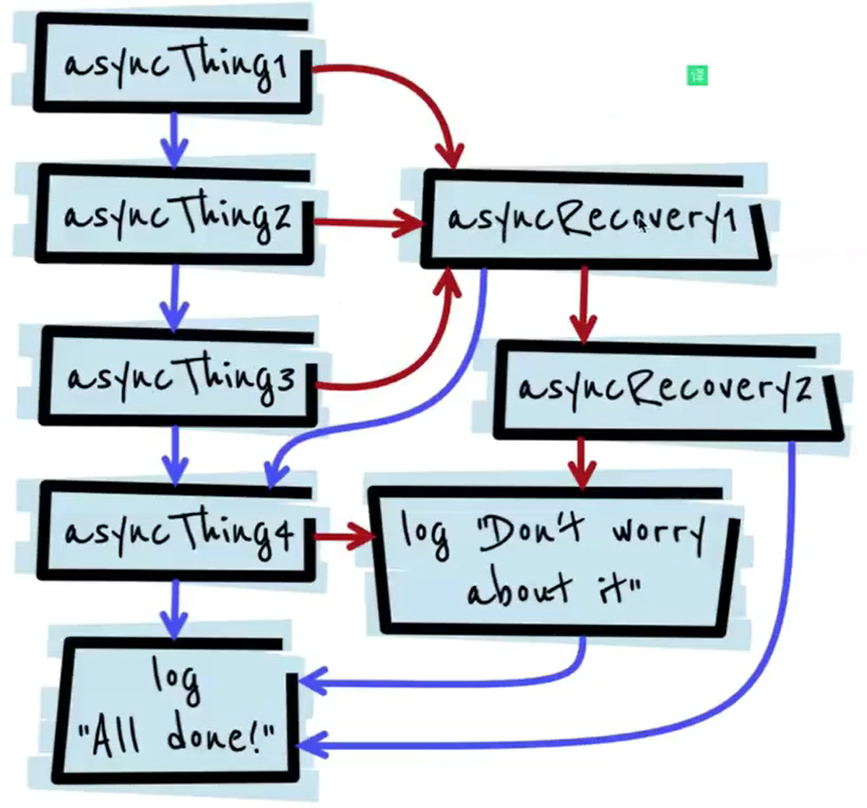 asyncThing1
asyncThing2
asyncRecovery1
asyncThing3
asyncRecovery2
asyncThing4
log "Don't worry
about it"
log
"All done!"